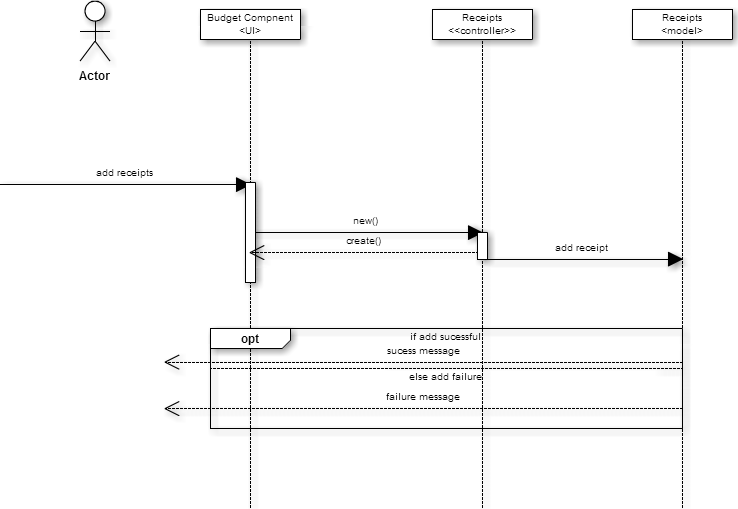 Budget Compnent
<UI>
Receipts
<<controller>>
Receipts
<model>
Actor
add receipts
new()
create()
add receipt
opt
if add sucessful
sucess message
else add failure
failure message